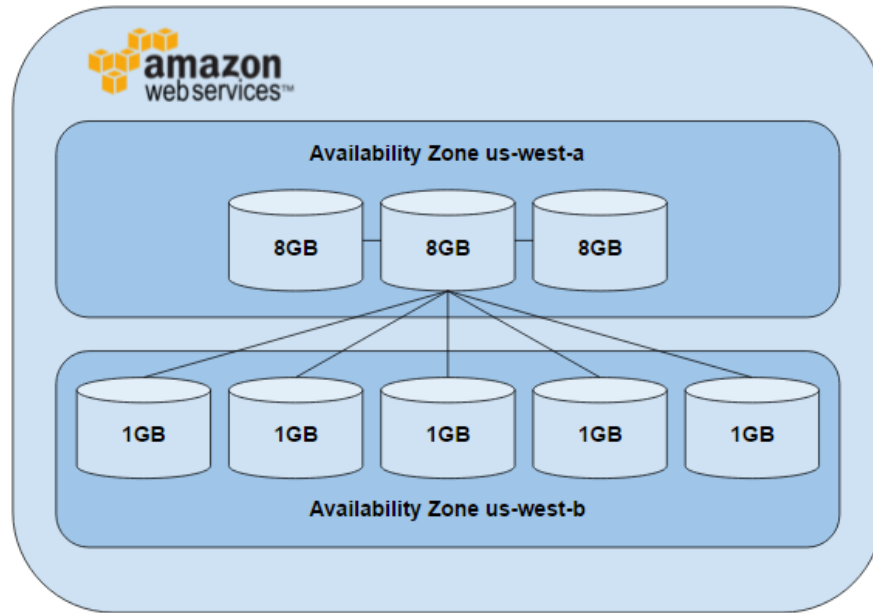 amazon
webservices™
Availability Zone us-west-a
8GB 8GB 8GB
1GB 1GB 1GB 1GB 1GB
Availability Zone us-west-b